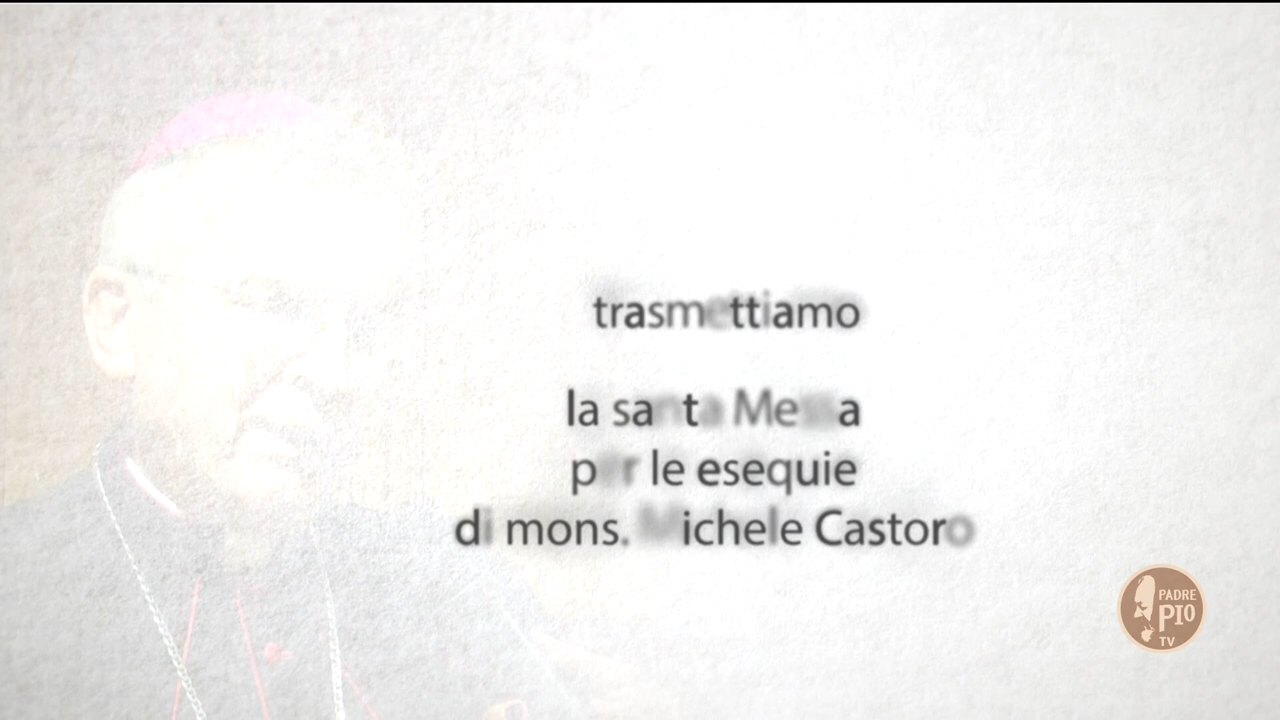 trasmettiamo
la santa Messa
per le esequie
di mons. Michele Castoro
PADRE
PIO
TV